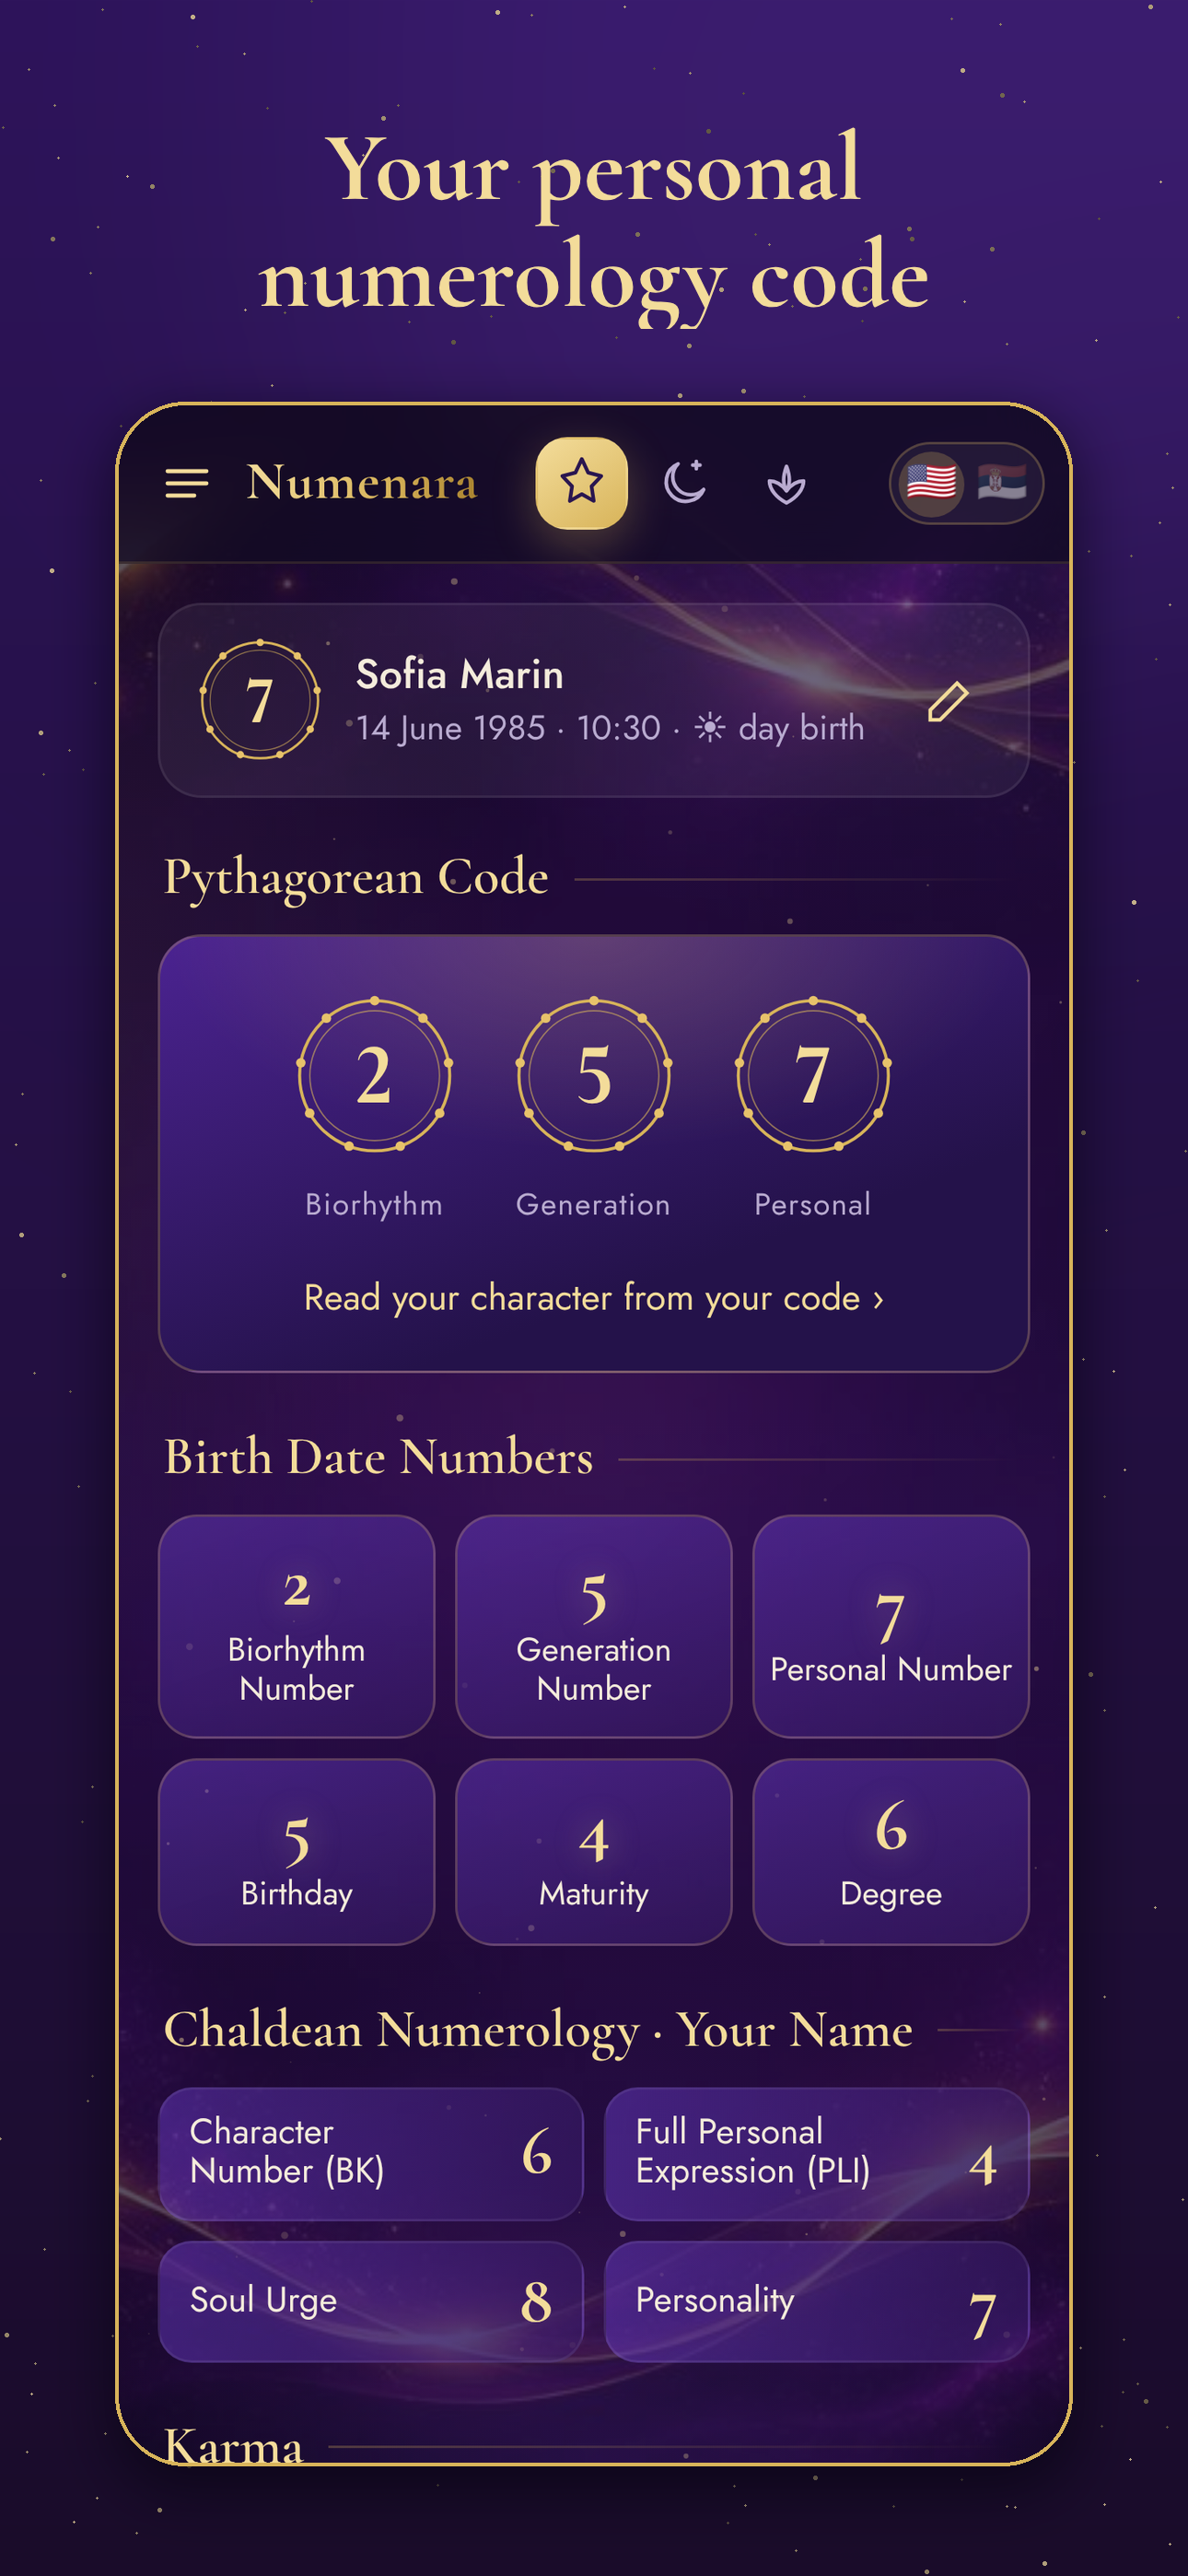 Your personal
numerology code
Numenara
7
Sofia Marin
14 June 1985 · 10:30 · ☀ day birth
Pythagorean Code
2 5 7
Biorhythm Generation Personal
Read your character from your code ›
Birth Date Numbers
2 5 7
Biorhythm Number
Generation Number
Personal Number
5 4 6
Birthday Maturity Degree
Chaldean Numerology · Your Name
Character
Number (BK)
6
Full Personal
Expression (PLI)
4
Soul Urge 8
Personality 7
Karma